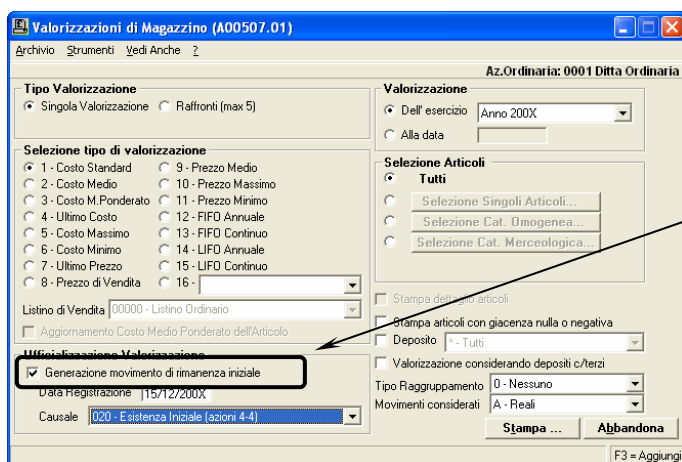 Valorizzazioni di Magazzino (A00507.01)
Archivio Strumenti Vedi Anche ?
Az.Ordinaria: 0001 Ditta Ordinaria
Tipo Valorizzazione
Singola Valorizzazione Raffronti (max 5)
Valorizzazione
Dell' esercizio Anno 200X
Alla data
Selezione tipo di valorizzazione
1 - Costo Standard 9 - Prezzo Medio
2 - Costo Medio 10 - Prezzo Massimo
3 - Costo M.Ponderato 11 - Prezzo Minimo
4 - Ultimo Costo 12 - FIFO Annuale
5 - Costo Massimo 13 - FIFO Continuo
6 - Costo Minimo 14 - LIFO Annuale
7 - Ultimo Prezzo 15 - LIFO Continuo
8 - Prezzo di Vendita 16 -
Listino di Vendita 00000 - Listino Ordinario
Aggiornamento Costo Medio Ponderato dell'Articolo
Selezione Articoli
Tutti
Selezione Singoli Articoli...
Selezione Cat. Omogenea...
Selezione Cat. Merceologica...
Stampa dettaglio articoli
Stampa articoli con giacenza nulla o negativa
Deposito * - Tutti
Valorizzazione considerando depositi c/terzi
Tipo Raggruppamento 0 - Nessuno
Movimenti considerati A - Reali
Ufficializzazione Valorizzazione
Generazione movimento di rimanenza iniziale
Data Registrazione 15/12/200X
Causale 020 - Esistenza Iniziale (azioni 4-4)
Stampa ... Abbandona
F3 = Aggiungi